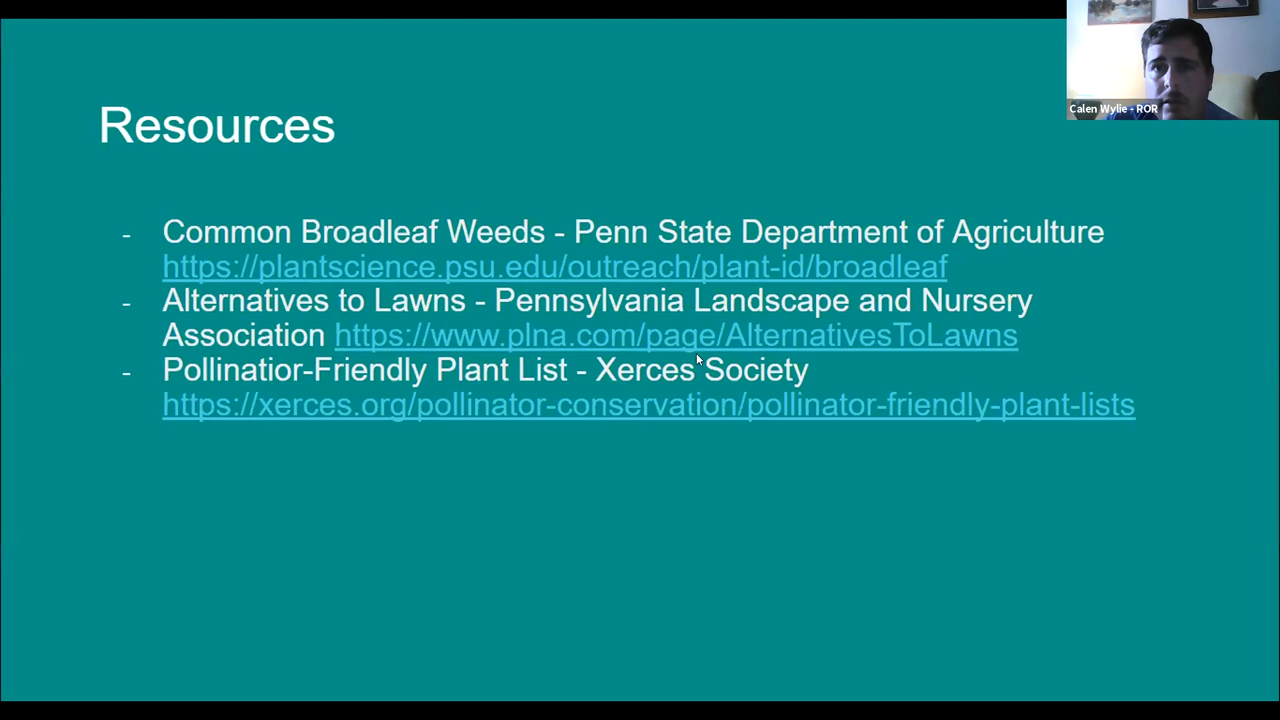 Calen Wylie - ROR
Resources
- Common Broadleaf Weeds - Penn State Department of Agriculture
https://plantscience.psu.edu/outreach/plant-id/broadleaf
- Alternatives to Lawns - Pennsylvania Landscape and Nursery
Association https://www.plna.com/page/AlternativesToLawns
- Pollinatior-Friendly Plant List - Xerces Society
https://xerces.org/pollinator-conservation/pollinator-friendly-plant-lists